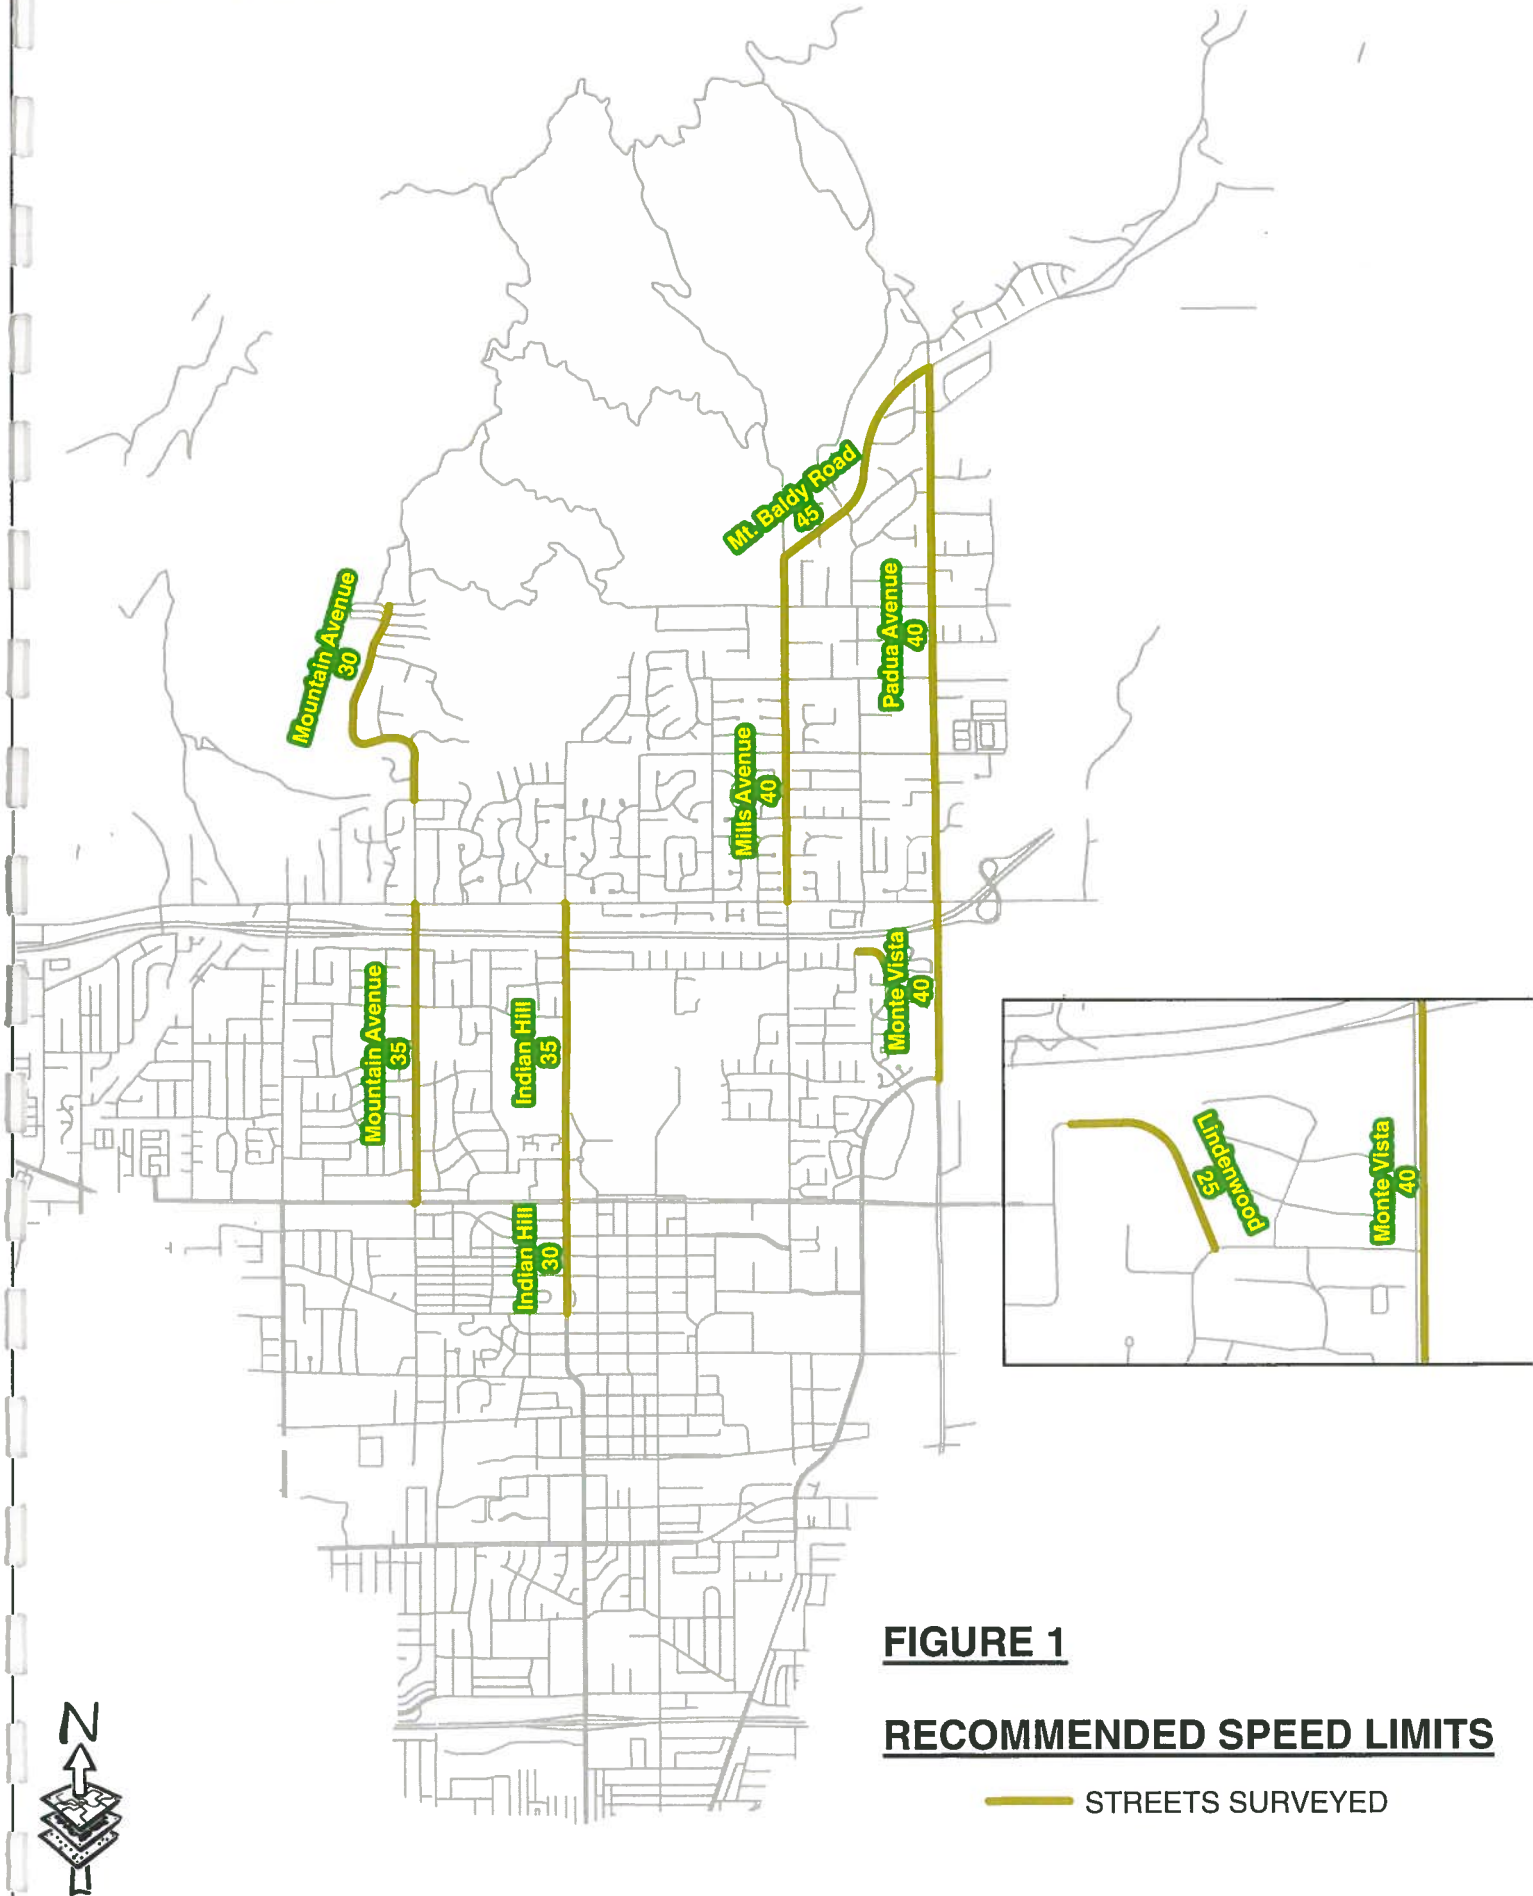 Mt. Baldy Road
45
Mountain Avenue
30
Padua Avenue
40
Mills Avenue
40
Monte Vista
40
Mountain Avenue
35
Indian Hill
35
Indian Hill
30
Lindenwood
25
Monte Vista
40
FIGURE 1
RECOMMENDED SPEED LIMITS
STREETS SURVEYED
N